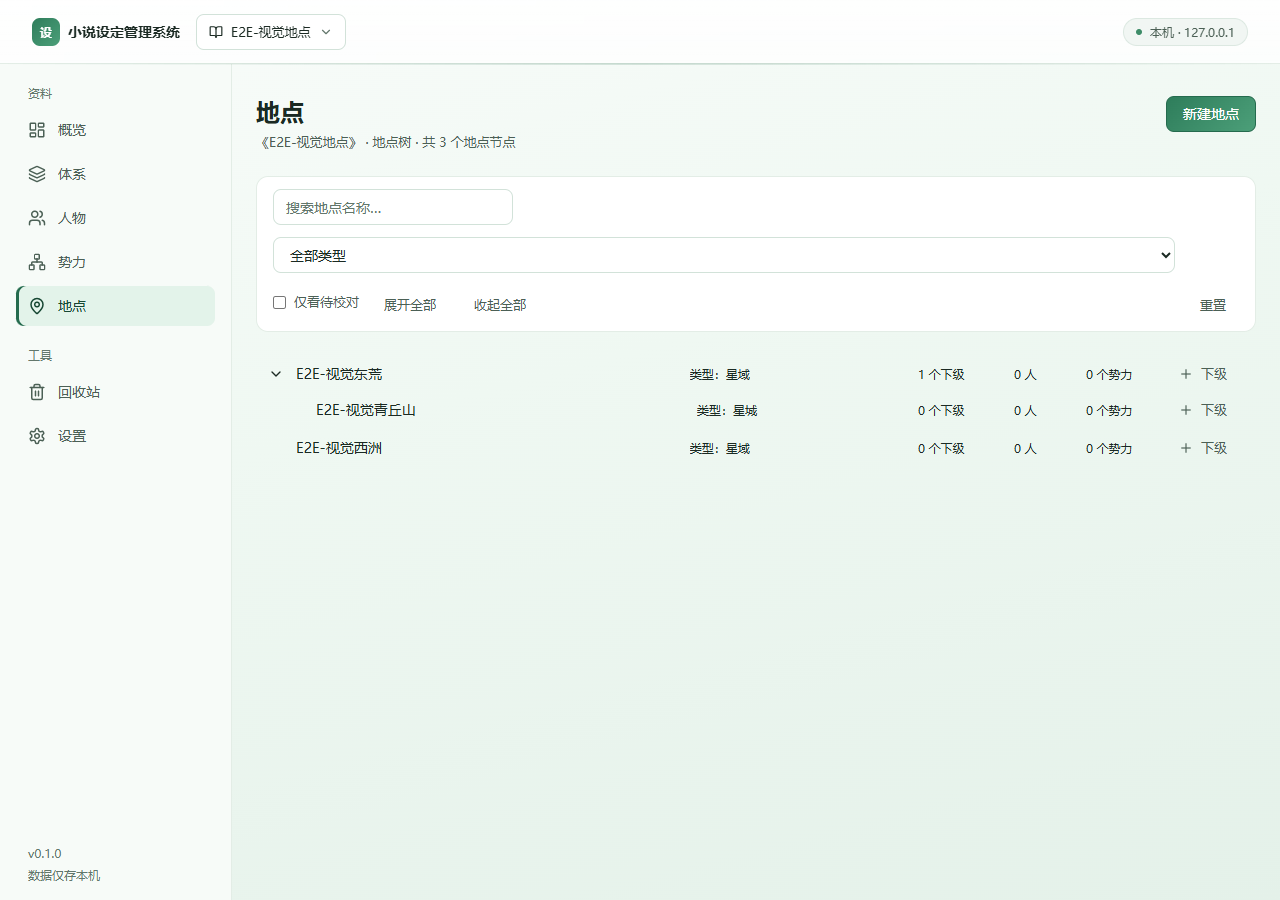 设 小说设定管理系统 E2E-视觉地点 本机 · 127.0.0.1
资料
概览
体系
人物
势力
地点
工具
回收站
设置
v0.1.0
数据仅存本机
地点
新建地点
《E2E-视觉地点》 · 地点树 · 共 3 个地点节点
搜索地点名称...
全部类型
仅看待校对 展开全部 收起全部 重置
E2E-视觉东荒 类型：星域 1 个下级 0 人 0 个势力 + 下级
E2E-视觉青丘山 类型：星域 0 个下级 0 人 0 个势力 + 下级
E2E-视觉西洲 类型：星域 0 个下级 0 人 0 个势力 + 下级